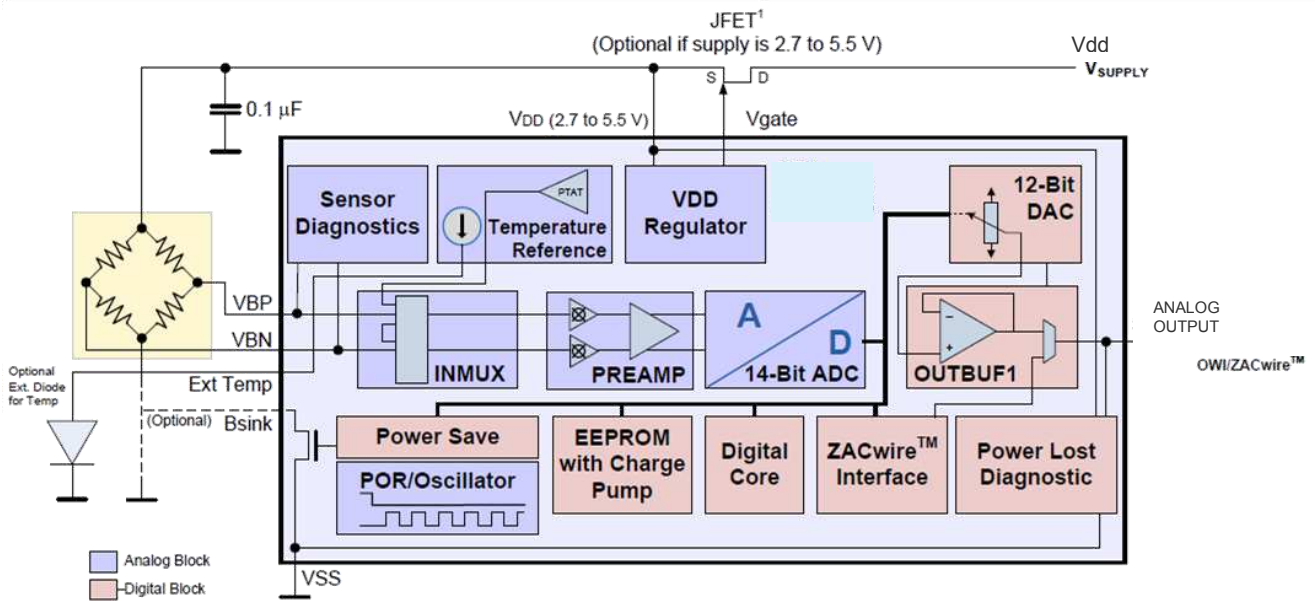 JFET1
(Optional if supply is 2.7 to 5.5 V)
Vdd
VSUPPLY
S
D
0.1 µF
VDD (2.7 to 5.5 V)
Vgate
Sensor
Diagnostics
PTAT
Temperature
Reference
VDD
Regulator
12-Bit
DAC
VBP
VBN
INMUX
PREAMP
A
D
14-Bit ADC
OUTBUF1
ANALOG
OUTPUT
OWI/ZACwire™
Optional
Ext. Diode
for Temp
Ext Temp
(Optional)
Bsink
Power Save
POR/Oscillator
EEPROM
with Charge
Pump
Digital
Core
ZACwire™
Interface
Power Lost
Diagnostic
Analog Block
Digital Block
VSS